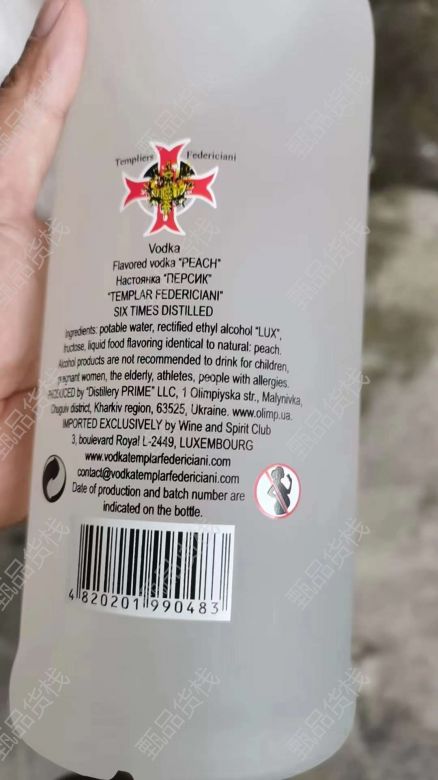 Templiers Federiciani
Vodka
Flavored vodka "PEACH"
Настоянка "ПЕРСИК"
"TEMPLAR FEDERICIANI"
SIX TIMES DISTILLED
Ingredients: potable water, rectified ethyl alcohol "LUX",
fructose, liquid food flavoring identical to natural: peach.
Alcohol products are not recommended to drink for children,
pregnant women, the elderly, athletes, people with allergies.
PRODUCED by "Distillery PRIME" LLC, 1 Olimpiyska str., Malynivka,
Chuguiv district, Kharkiv region, 63525, Ukraine. www.olimp.ua.
IMPORTED EXCLUSIVELY by Wine and Spirit Club
3, boulevard Royal L-2449, LUXEMBOURG
www.vodkatemplarfedericiani.com
contact@vodkatemplarfedericiani.com
Date of production and batch number are
indicated on the bottle.
4 820201 990483
甄品货栈